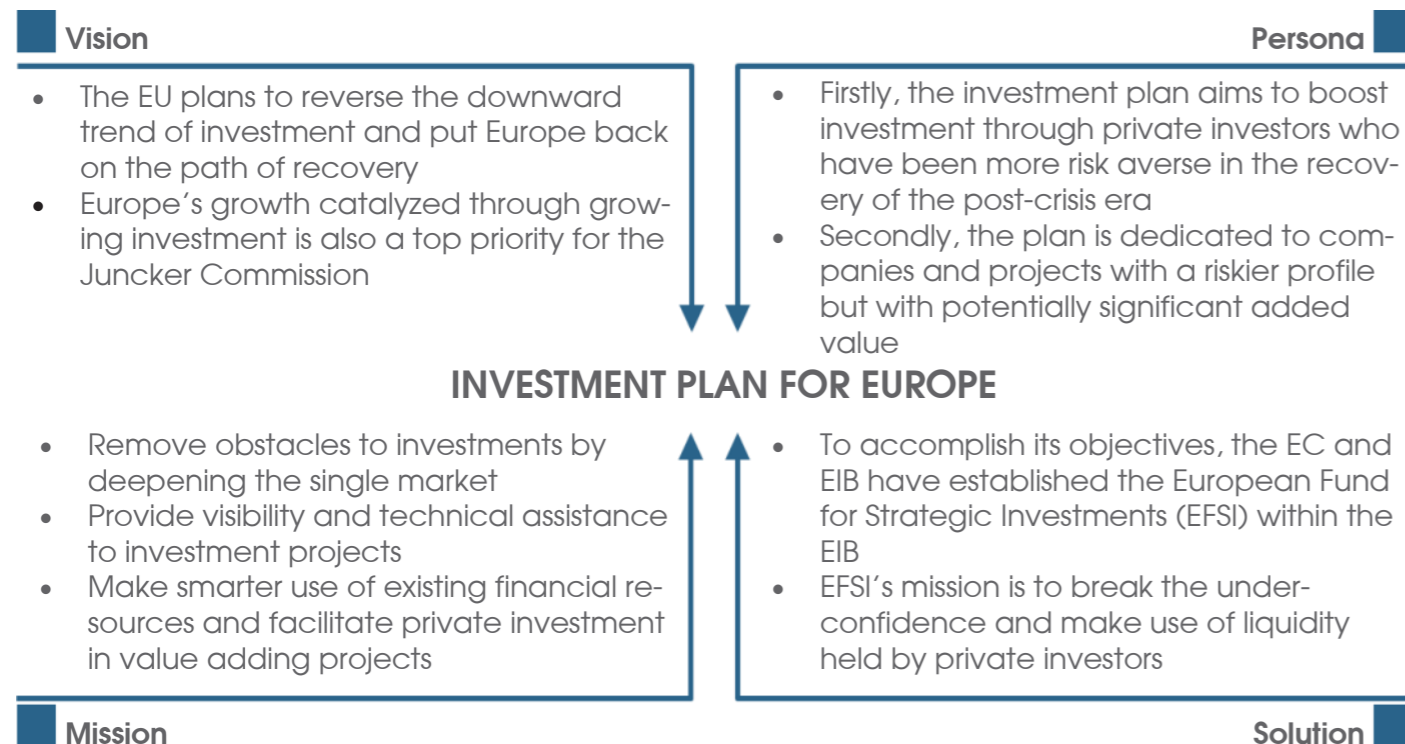 Vision
• The EU plans to reverse the downward
trend of investment and put Europe back
on the path of recovery
• Europe's growth catalyzed through grow-
ing investment is also a top priority for the
Juncker Commission
Persona
• Firstly, the investment plan aims to boost
investment through private investors who
have been more risk averse in the recov-
ery of the post-crisis era
• Secondly, the plan is dedicated to com-
panies and projects with a riskier profile
but with potentially significant added
value
INVESTMENT PLAN FOR EUROPE
• Remove obstacles to investments by
deepening the single market
• Provide visibility and technical assistance
to investment projects
• Make smarter use of existing financial re-
sources and facilitate private investment
in value adding projects
Mission
• To accomplish its objectives, the EC and
EIB have established the European Fund
for Strategic Investments (EFSI) within the
EIB
• EFSI's mission is to break the under-
confidence and make use of liquidity
held by private investors
Solution